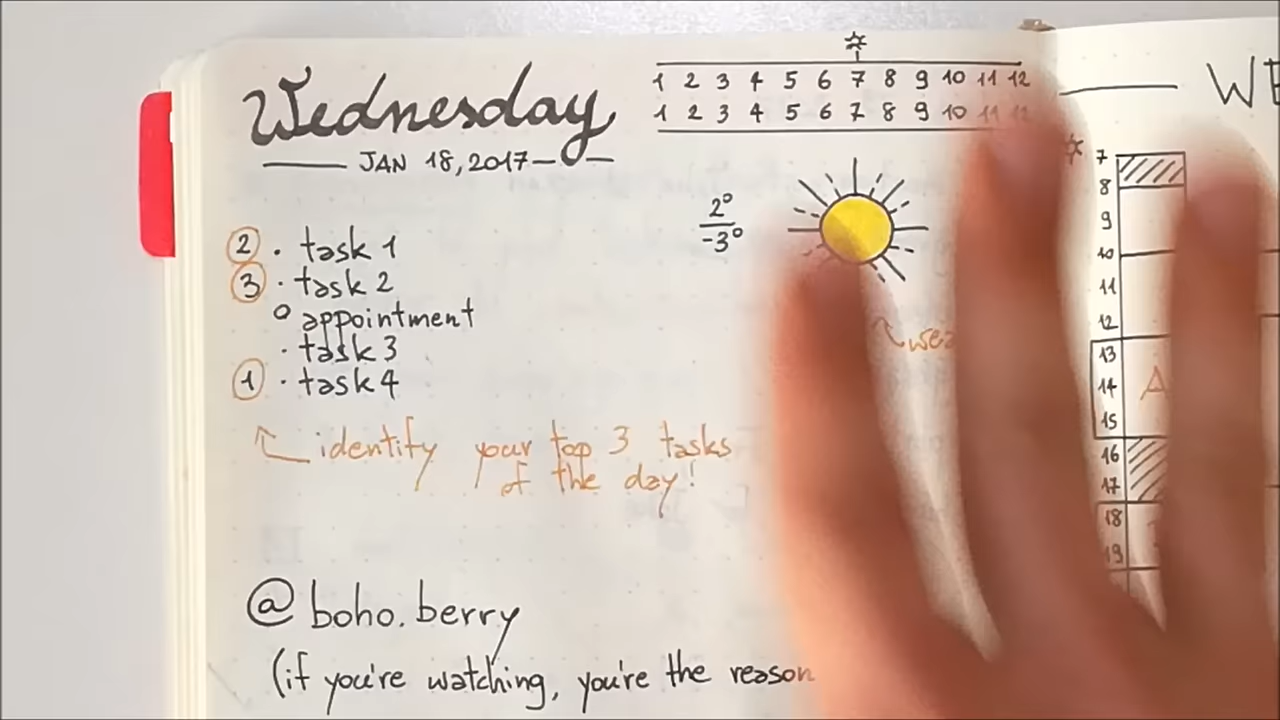 Wednesday
JAN 18, 2017
1 2 3 4 5 6 7 8 9 10 11 12
1 2 3 4 5 6 7 8 9 10 11 12
2°
-3°
2 · task 1
3 · task 2
o appointment
· task 3
1 · task 4
identify your top 3 tasks
of the day!
@boho.berry
(if you're watching, you're the reason
WE
7
8
9
10
11
12
13
14
15
16
17
18
19
A